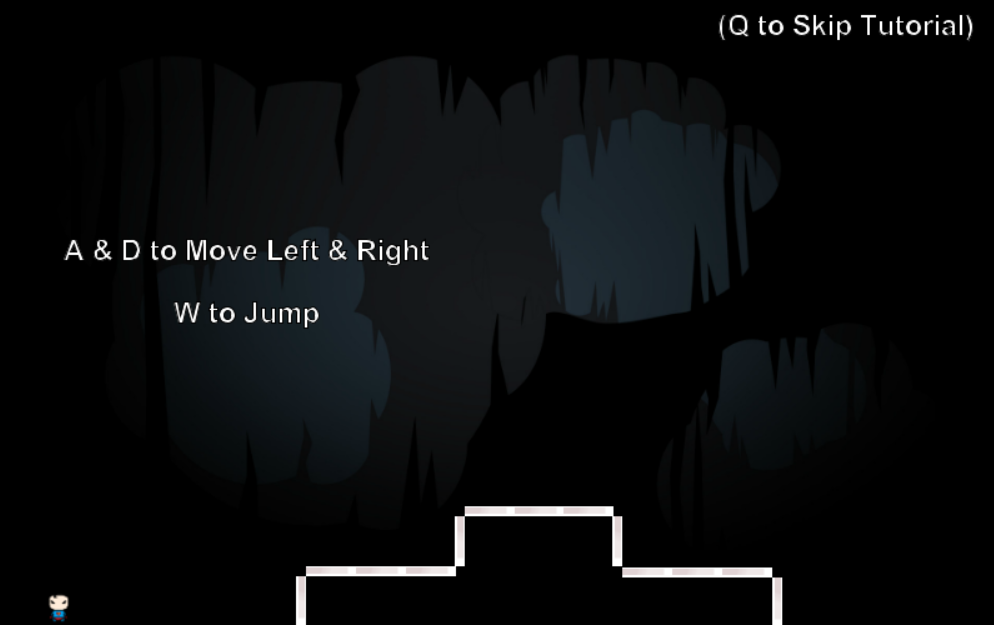 (Q to Skip Tutorial)
A & D to Move Left & Right
W to Jump